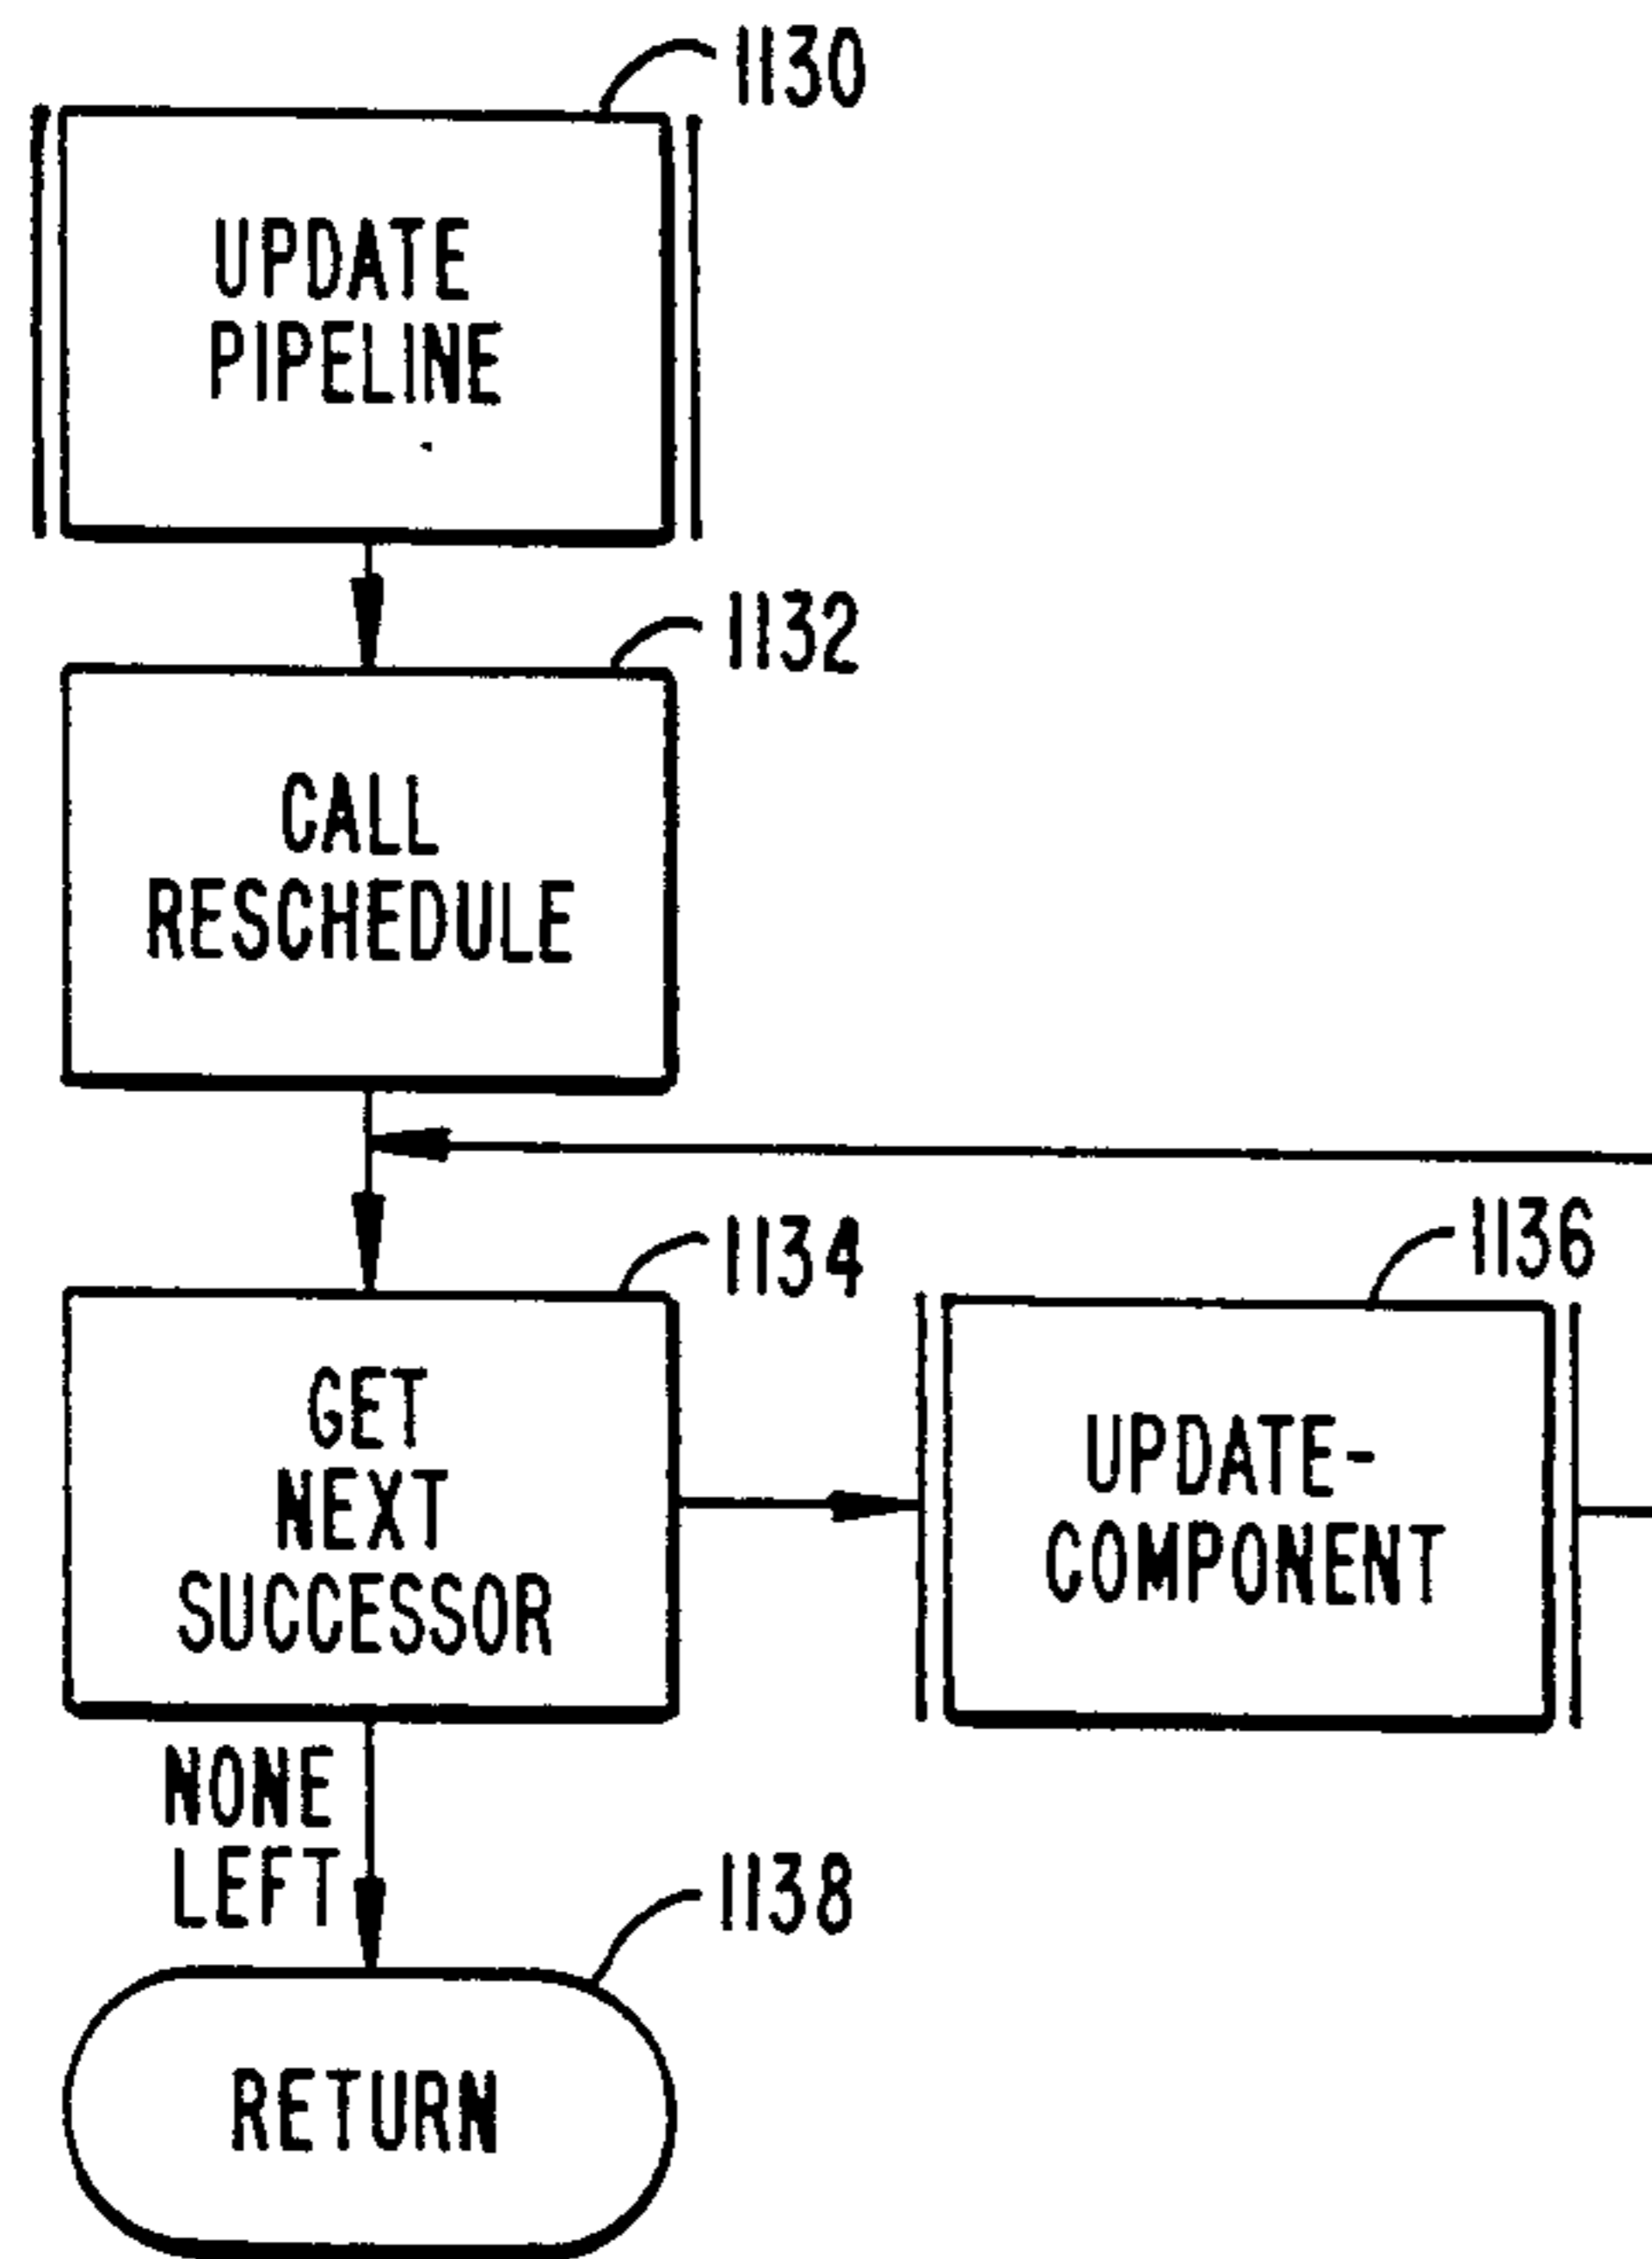 1130
UPDATE
PIPELINE
1132
CALL
RESCHEDULE
1134
GET
NEXT
SUCCESSOR
1136
UPDATE-
COMPONENT
NONE
LEFT
1138
RETURN